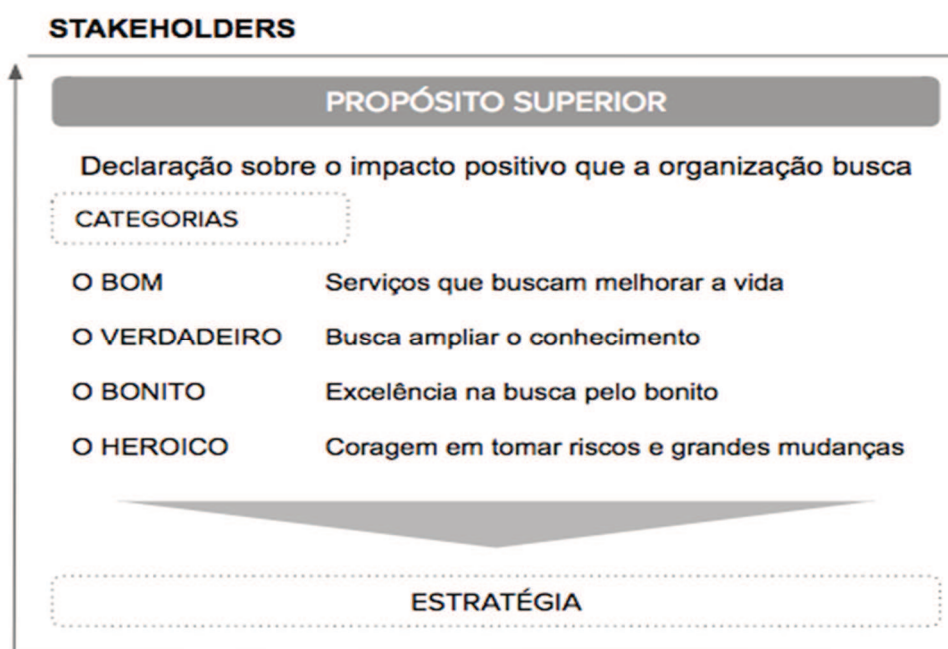 STAKEHOLDERS
PROPÓSITO SUPERIOR
Declaração sobre o impacto positivo que a organização busca
CATEGORIAS
O BOM Serviços que buscam melhorar a vida
O VERDADEIRO Busca ampliar o conhecimento
O BONITO Excelência na busca pelo bonito
O HEROICO Coragem em tomar riscos e grandes mudanças
ESTRATÉGIA